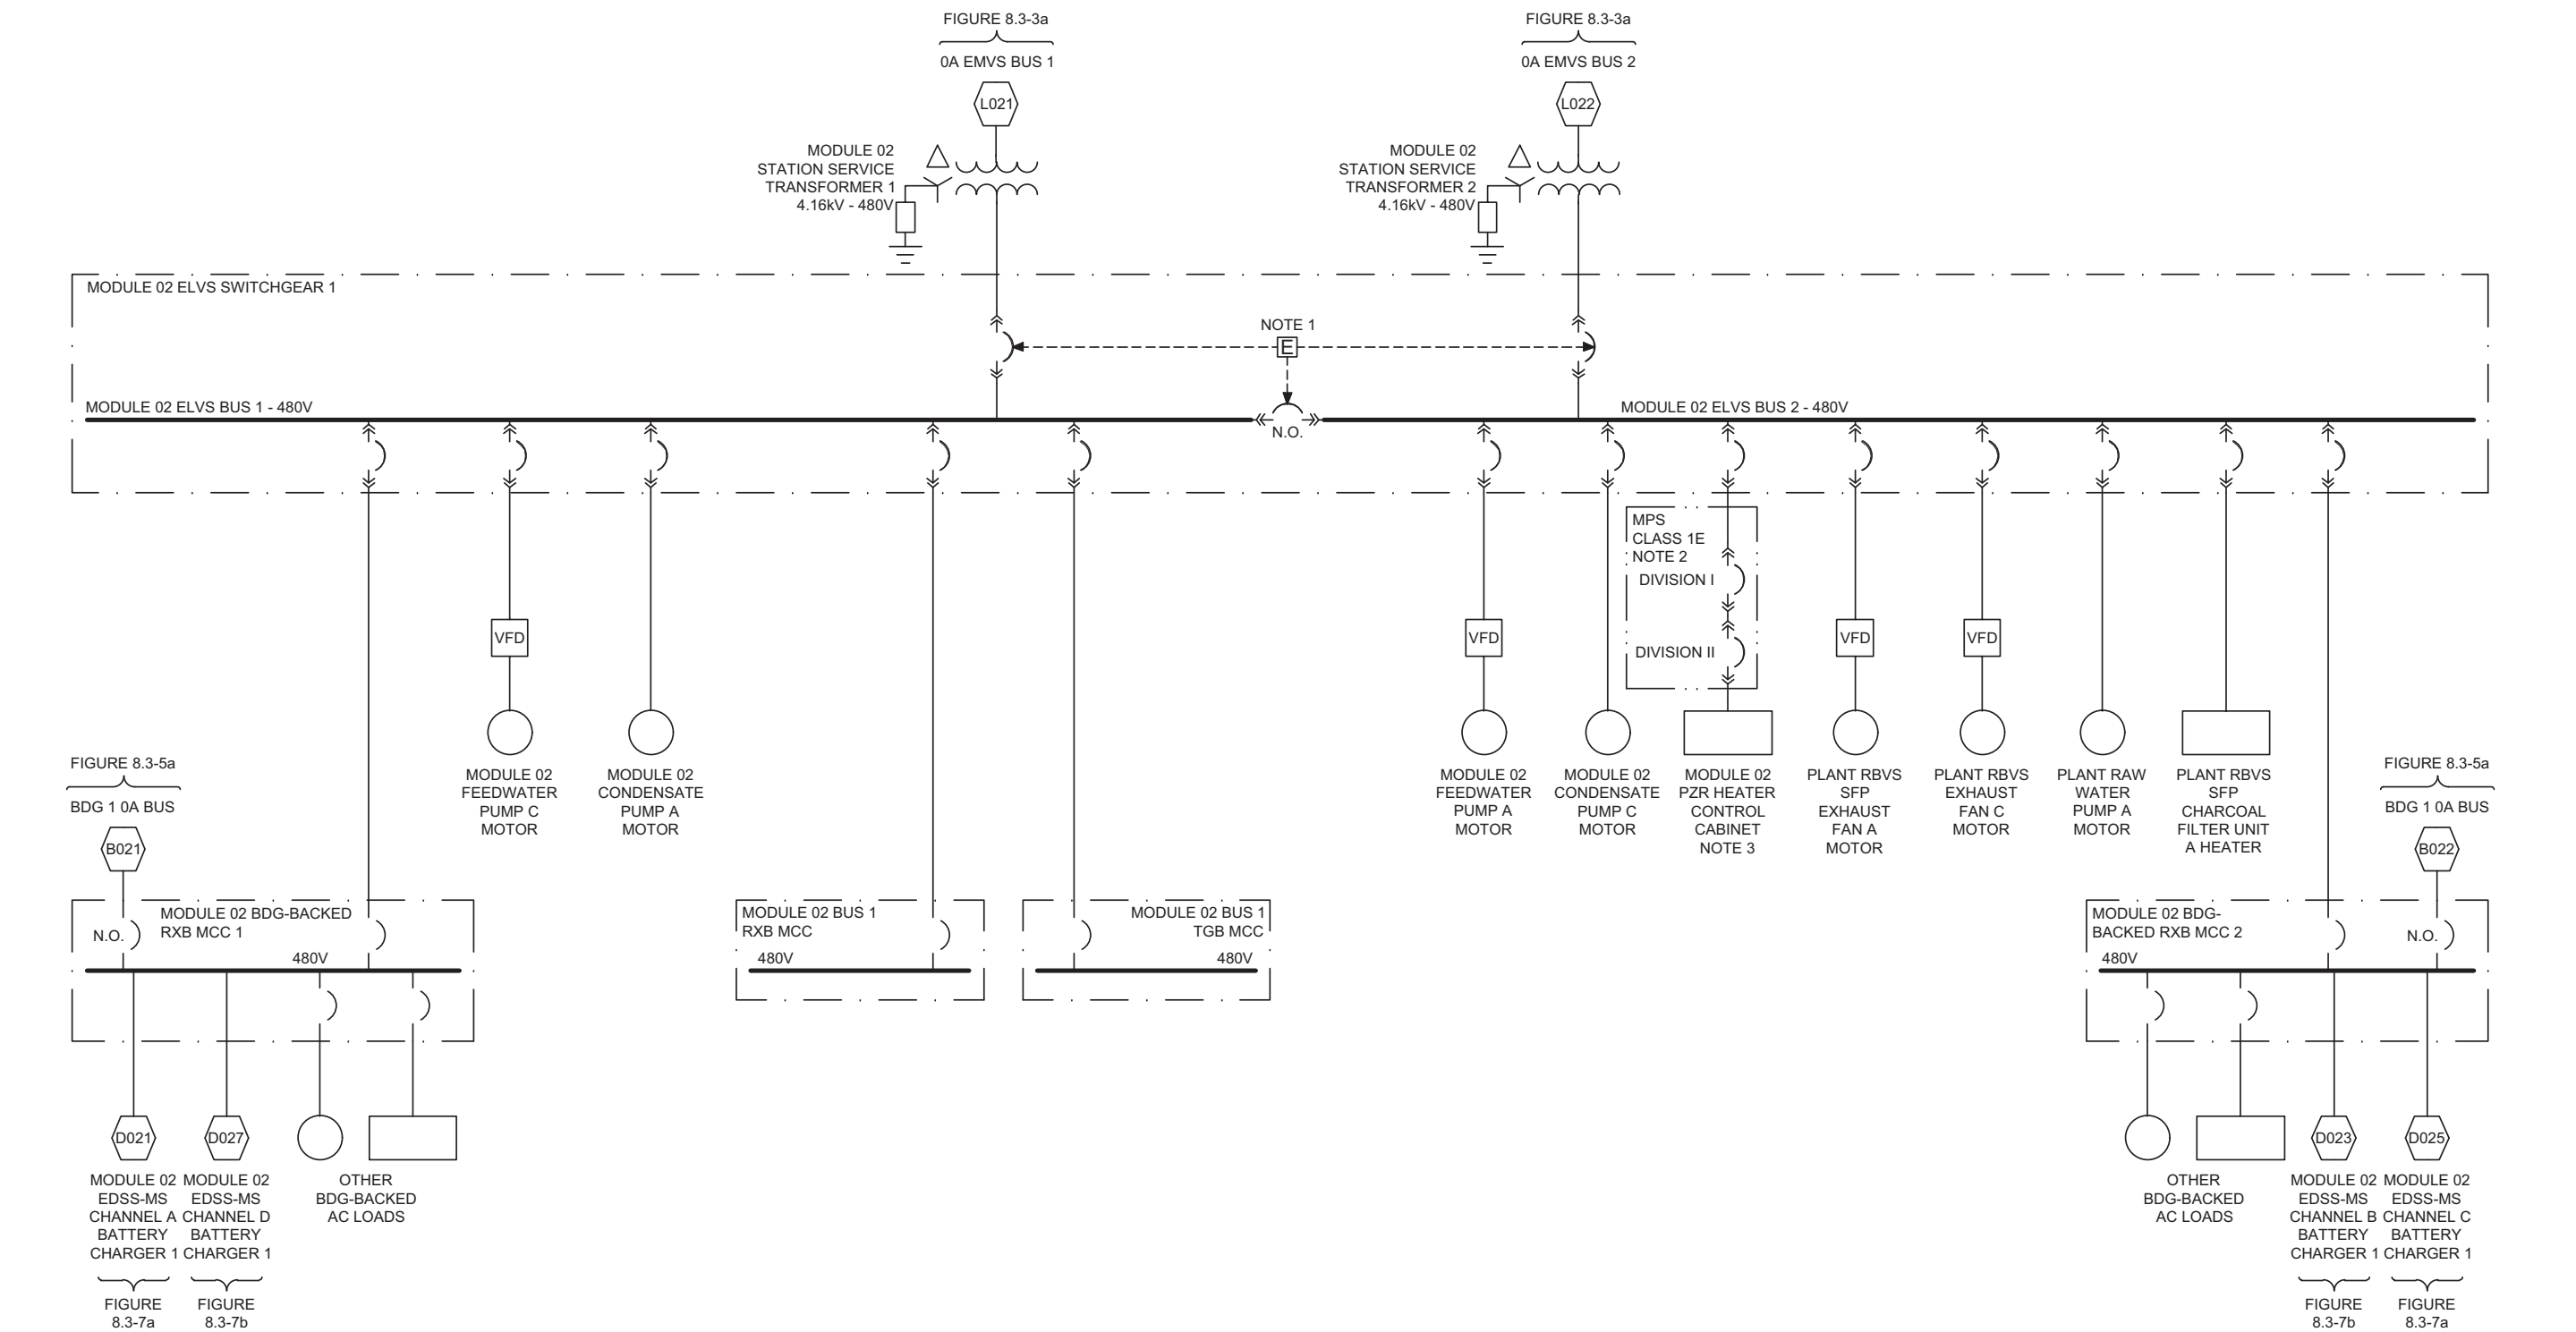 FIGURE 8.3-3a
0A EMVS BUS 1
L021
MODULE 02
STATION SERVICE
TRANSFORMER 1
4.16kV - 480V
FIGURE 8.3-3a
0A EMVS BUS 2
L022
MODULE 02
STATION SERVICE
TRANSFORMER 2
4.16kV - 480V
MODULE 02 ELVS SWITCHGEAR 1
NOTE 1
E
MODULE 02 ELVS BUS 1 - 480V
N.O.
MODULE 02 ELVS BUS 2 - 480V
VFD
MODULE 02
FEEDWATER
PUMP C
MOTOR
MODULE 02
CONDENSATE
PUMP A
MOTOR
VFD
MODULE 02
FEEDWATER
PUMP A
MOTOR
MODULE 02
CONDENSATE
PUMP C
MOTOR
MPS
CLASS 1E
NOTE 2
DIVISION I
DIVISION II
MODULE 02
PZR HEATER
CONTROL
CABINET
NOTE 3
VFD
PLANT RBVS
SFP
EXHAUST
FAN A
MOTOR
VFD
PLANT RBVS
EXHAUST
FAN C
MOTOR
PLANT RAW
WATER
PUMP A
MOTOR
PLANT RBVS
SFP
CHARCOAL
FILTER UNIT
A HEATER
FIGURE 8.3-5a
BDG 1 0A BUS
B021
N.O.
MODULE 02 BDG-BACKED
RXB MCC 1
480V
MODULE 02 BUS 1
RXB MCC
480V
MODULE 02 BUS 1
TGB MCC
480V
FIGURE 8.3-5a
BDG 1 0A BUS
B022
MODULE 02 BDG-
BACKED RXB MCC 2
N.O.
480V
D021
MODULE 02
EDSS-MS
CHANNEL A
BATTERY
CHARGER 1
FIGURE
8.3-7a
D027
MODULE 02
EDSS-MS
CHANNEL D
BATTERY
CHARGER 1
FIGURE
8.3-7b
OTHER
BDG-BACKED
AC LOADS
OTHER
BDG-BACKED
AC LOADS
D023
MODULE 02
EDSS-MS
CHANNEL B
BATTERY
CHARGER 1
FIGURE
8.3-7b
D025
MODULE 02
EDSS-MS
CHANNEL C
BATTERY
CHARGER 1
FIGURE
8.3-7a